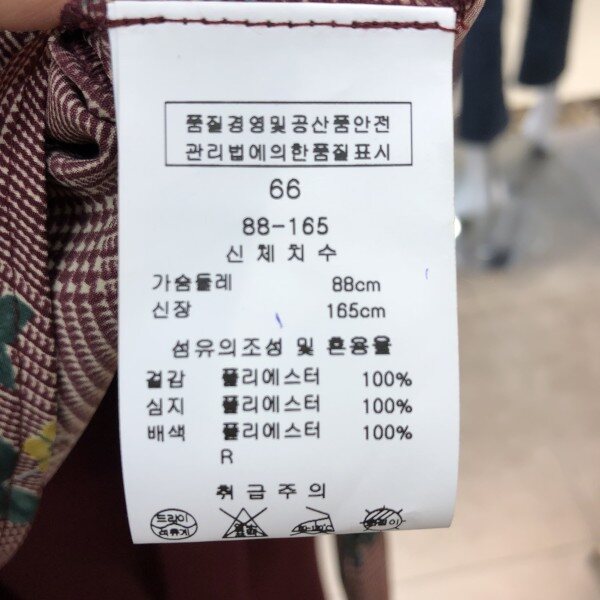 품질경영및공산품안전
관리법에의한품질표시
66
88-165
신체치수
가슴둘레 88cm
신장 165cm
섬유의조성 및 혼용율
겉감 폴리에스터 100%
심지 폴리에스터 100%
배색 폴리에스터 100%
R
취급주의
드라이